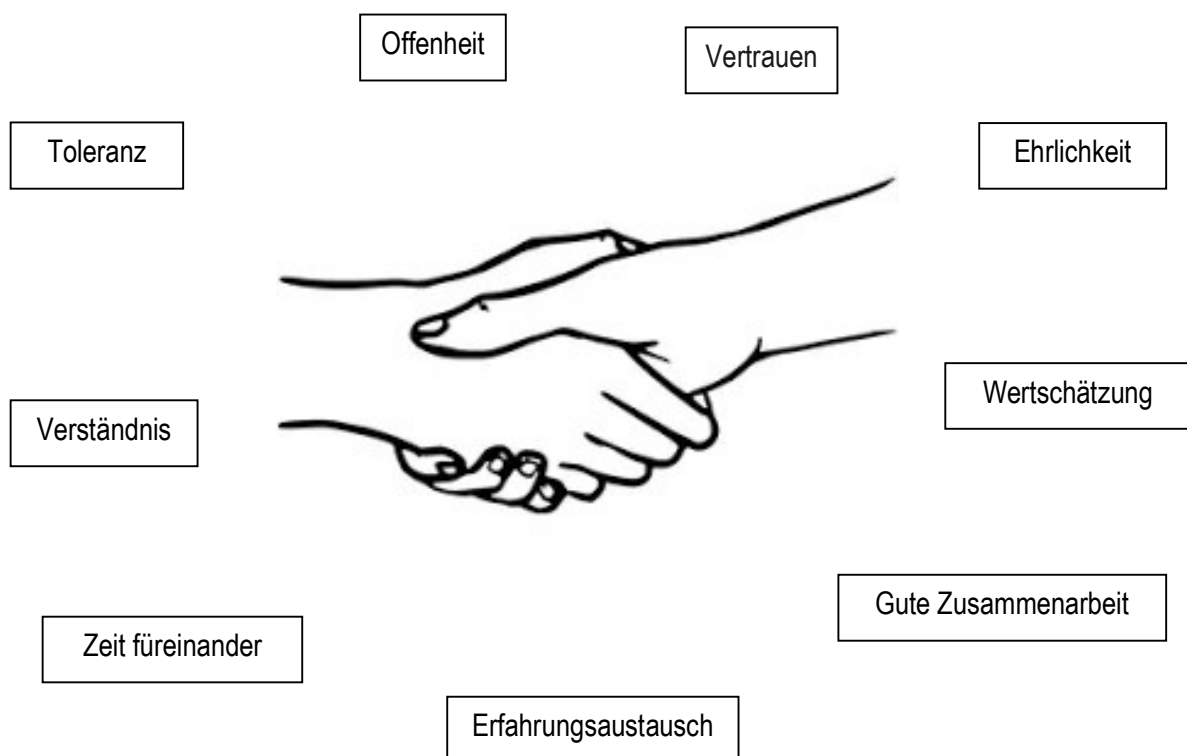 Offenheit
Vertrauen
Toleranz
Ehrlichkeit
Wertschätzung
Verständnis
Gute Zusammenarbeit
Zeit füreinander
Erfahrungsaustausch